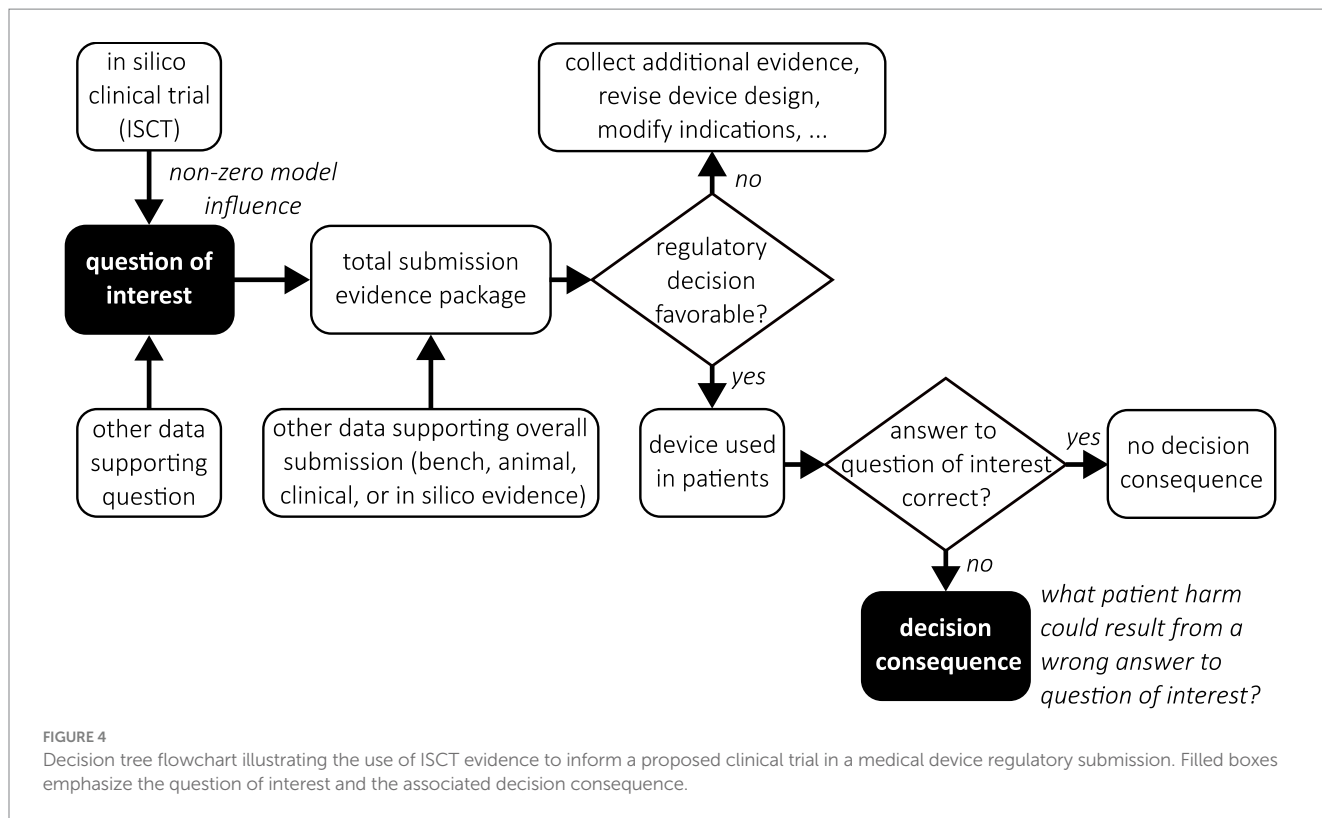 in silico
clinical trial
(ISCT)
non-zero model
influence
question of
interest
other data
supporting
question
total submission
evidence package
other data supporting overall
submission (bench, animal,
clinical, or in silico evidence)
collect additional evidence,
revise device design,
modify indications, ...
no
regulatory
decision
favorable?
yes
device used
in patients
answer to
question of interest
correct?
yes
no decision
consequence
no
decision
consequence
what patient harm
could result from a
wrong answer to
question of interest?
FIGURE 4
Decision tree flowchart illustrating the use of ISCT evidence to inform a proposed clinical trial in a medical device regulatory submission. Filled boxes
emphasize the question of interest and the associated decision consequence.